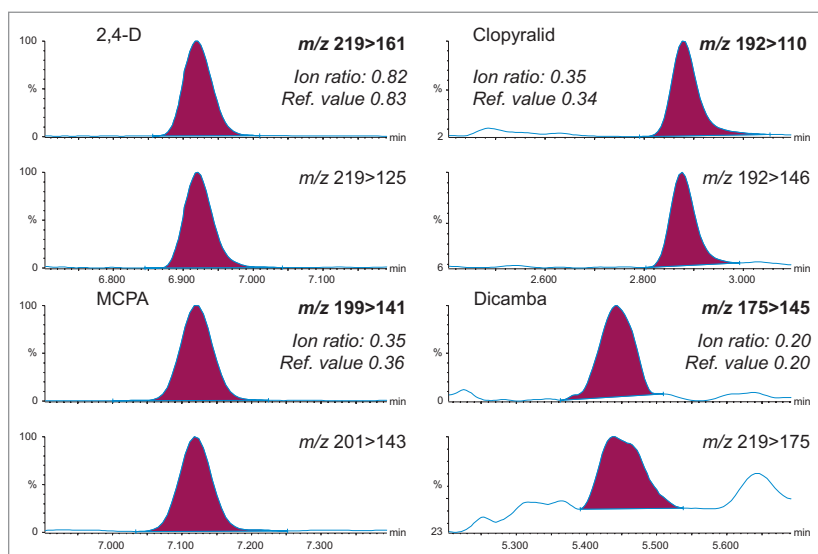 2,4-D
m/z 219>161
Ion ratio: 0.82
Ref. value 0.83
100
%
0
min
m/z 219>125
100
%
0
6.800 6.900 7.000 7.100 min
Clopyralid
m/z 192>110
Ion ratio: 0.35
Ref. value 0.34
%
2
min
m/z 192>146
%
6
2.600 2.800 3.000 min
MCPA
m/z 199>141
Ion ratio: 0.35
Ref. value 0.36
100
%
0
min
m/z 201>143
100
%
0
7.000 7.100 7.200 7.300 min
Dicamba
m/z 175>145
Ion ratio: 0.20
Ref. value 0.20
%
0
min
m/z 219>175
%
23
5.300 5.400 5.500 5.600 min